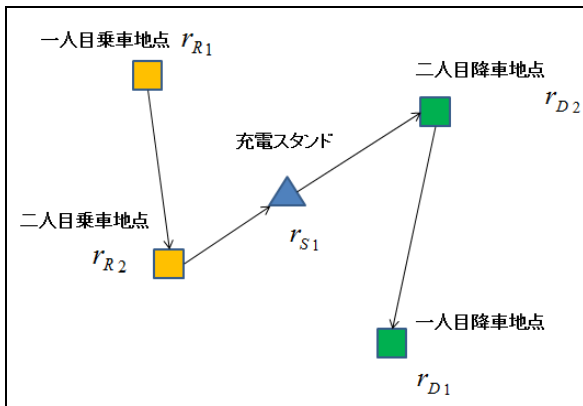 一人目乗車地点
r_{R1}
二人目降車地点
r_{D2}
充電スタンド
二人目乗車地点
r_{R2}
r_{S1}
一人目降車地点
r_{D1}